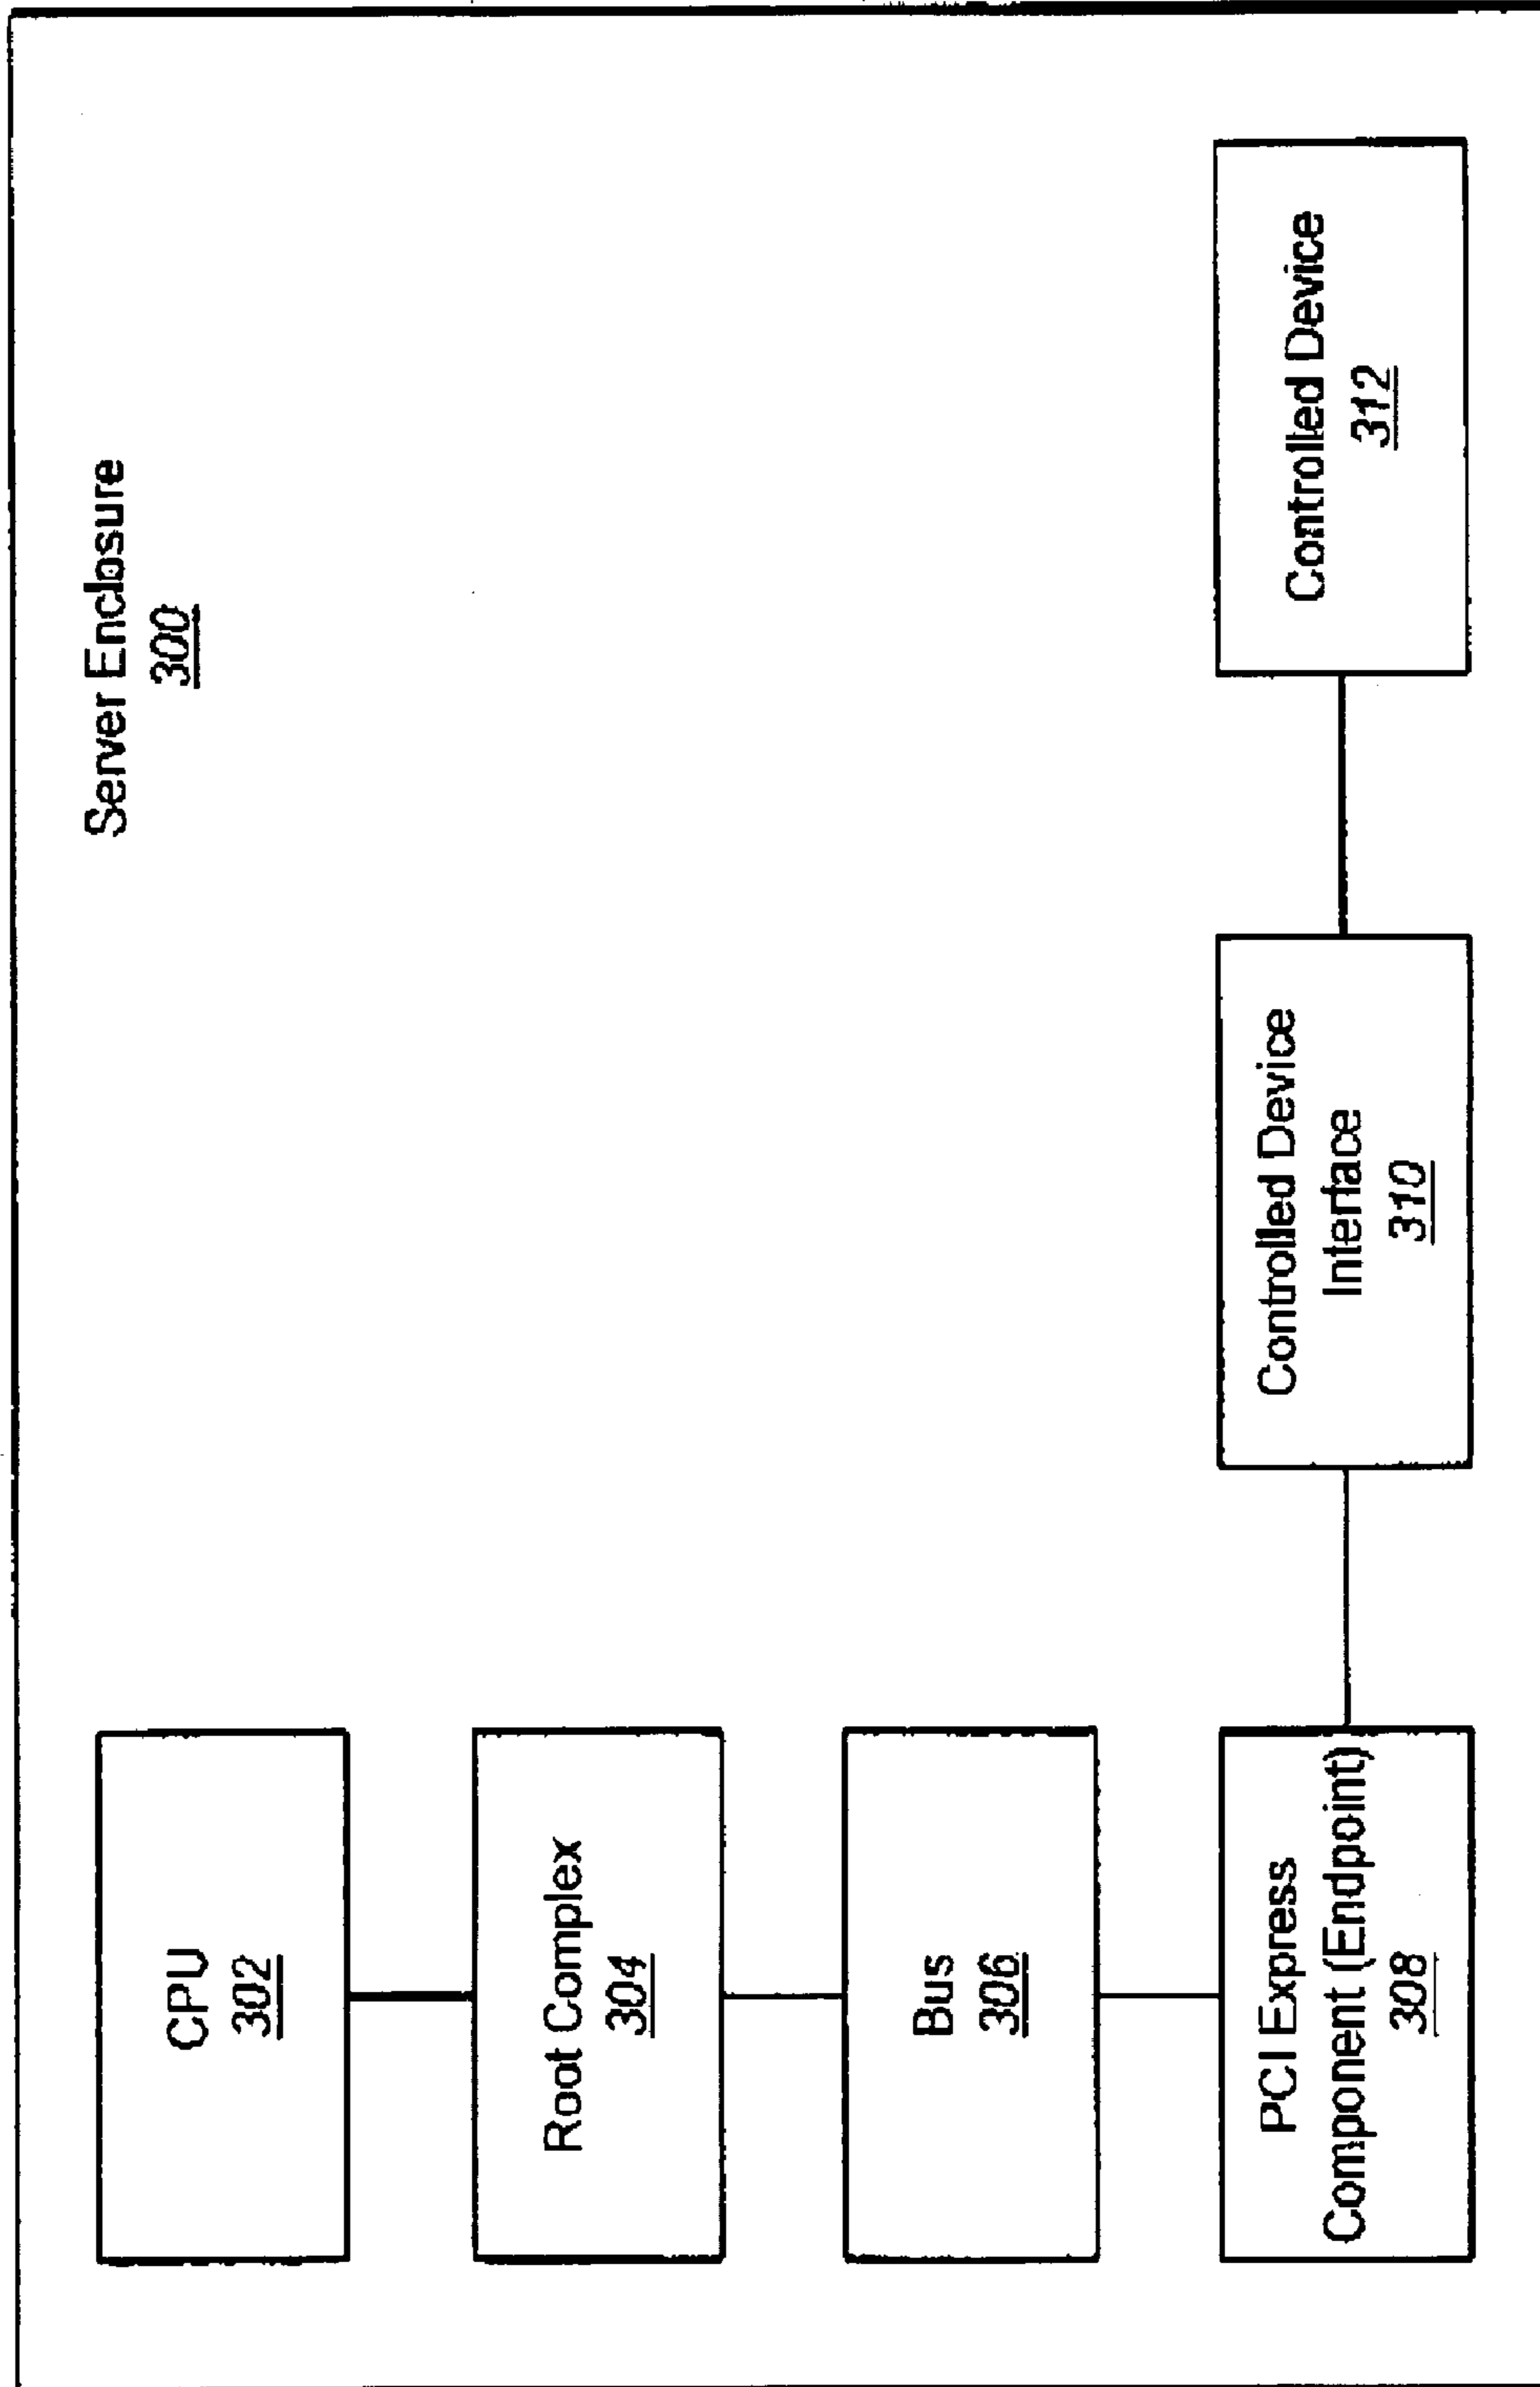 Server Enclosure
300
CPU
302
Root Complex
304
Bus
306
PCI Express
Component (Endpoint)
308
Controlled Device
Interface
310
Controlled Device
312